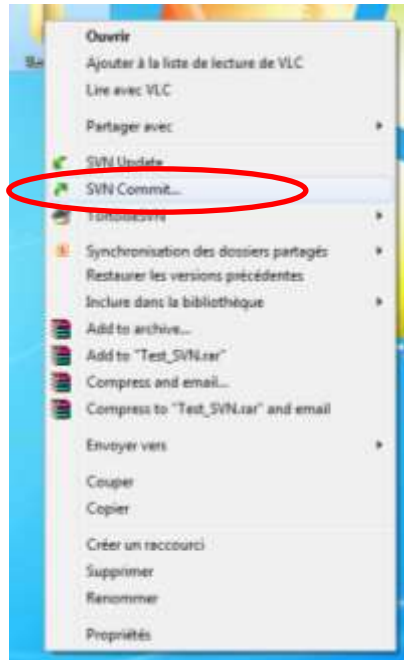 Ouvrir
Ajouter à la liste de lecture de VLC
Lire avec VLC
Partager avec
SVN Update
SVN Commit...
TortoiseSVN
Synchronisation des dossiers partagés
Restaurer les versions précédentes
Inclure dans la bibliothèque
Add to archive...
Add to "Test_SVN.rar"
Compress and email...
Compress to "Test_SVN.rar" and email
Envoyer vers
Couper
Copier
Créer un raccourci
Supprimer
Renommer
Propriétés